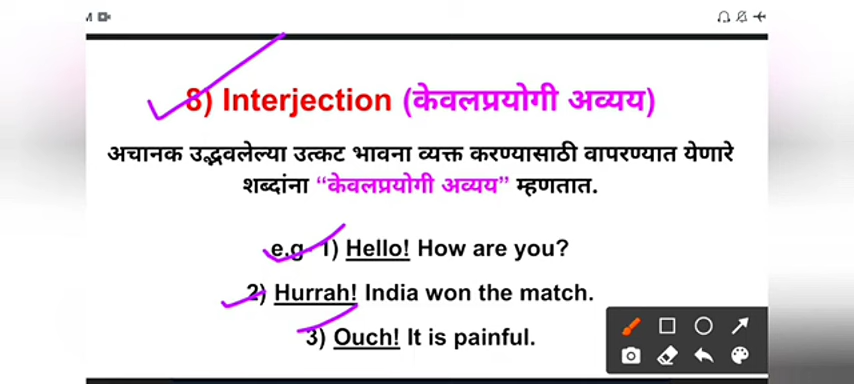 8) Interjection (केवलप्रयोगी अव्यय)
अचानक उद्भवलेल्या उत्कट भावना व्यक्त करण्यासाठी वापरण्यात येणारे
शब्दांना “केवलप्रयोगी अव्यय” म्हणतात.
e.g 1) Hello! How are you?
2) Hurrah! India won the match.
3) Ouch! It is painful.